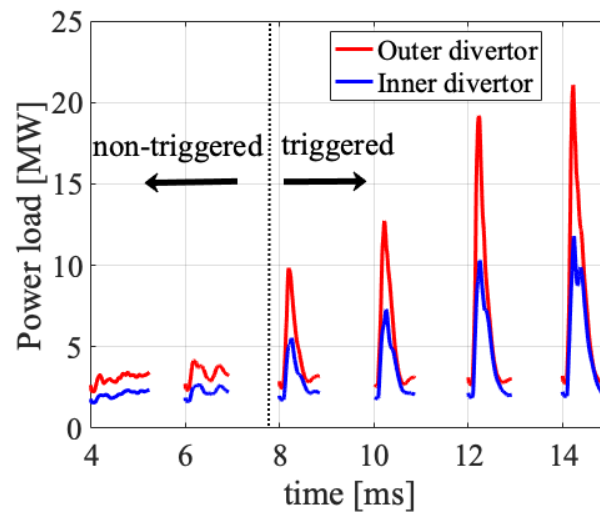 25
20
15
10
5
0
Power load [MW]
Outer divertor
Inner divertor
non-triggered
triggered
4
6
8
10
12
14
time [ms]